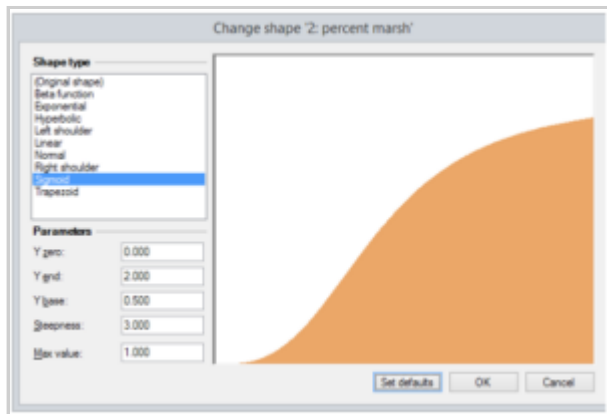 Change shape '2: percent marsh'
Shape type
(Original shape)
Beta function
Exponential
Hyperbolic
Left shoulder
Linear
Normal
Right shoulder
Sigmoid
Trapezoid
Parameters
Y zero: 0.000
Y end: 2.000
Y base: 0.500
Steepness: 3.000
Max value: 1.000
Set defaults OK Cancel